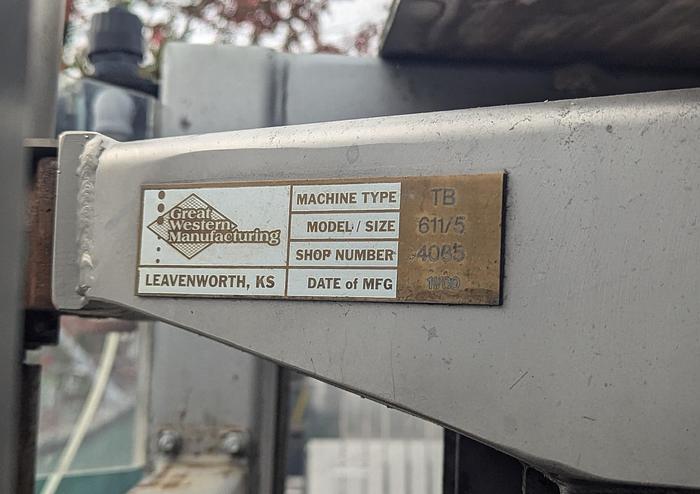 Great
Western
Manufacturing
LEAVENWORTH, KS
MACHINE TYPE TB
MODEL / SIZE 611/5
SHOP NUMBER 4065
DATE of MFG